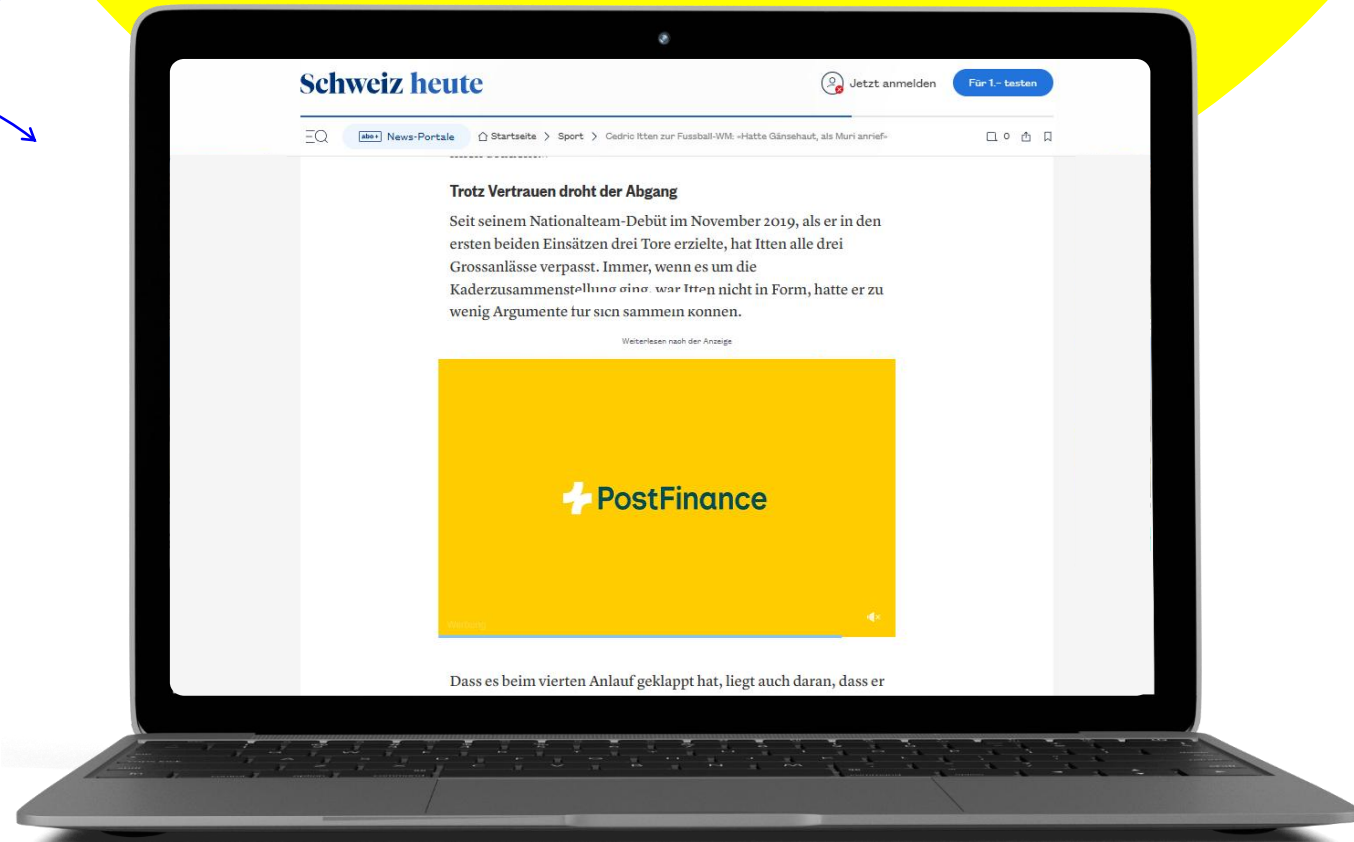 Schweiz heute
Jetzt anmelden
Für 1.– testen
abo+ News-Portale
Startseite > Sport > Cedric Itten zur Fussball-WM: «Hatte Gänsehaut, als Muri anrief»
0
Trotz Vertrauen droht der Abgang
Seit seinem Nationalteam-Debüt im November 2019, als er in den
ersten beiden Einsätzen drei Tore erzielte, hat Itten alle drei
Grossanlässe verpasst. Immer, wenn es um die
Kaderzusammenstellung ging, war Itten nicht in Form, hatte er zu
wenig Argumente für sich sammeln können.
Weiterlesen nach der Anzeige
PostFinance
Werbung
Dass es beim vierten Anlauf geklappt hat, liegt auch daran, dass er